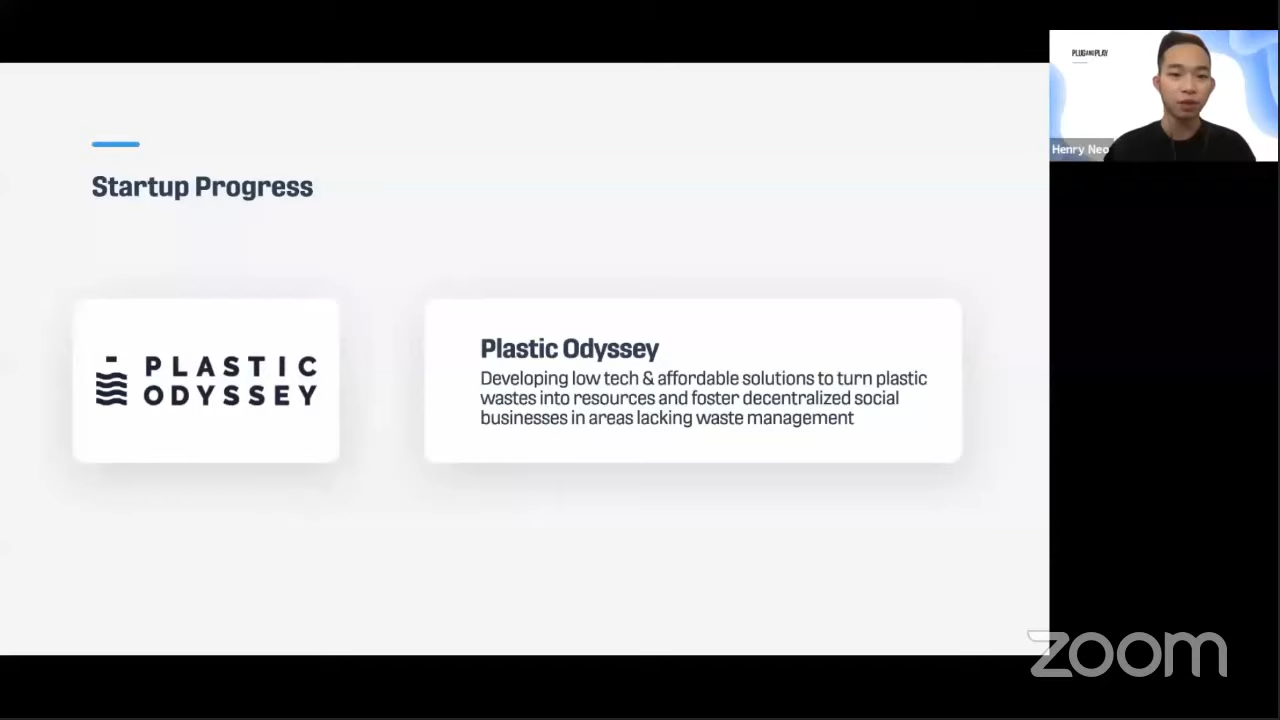 Startup Progress
PLASTIC
ODYSSEY
Plastic Odyssey
Developing low tech & affordable solutions to turn plastic
wastes into resources and foster decentralized social
businesses in areas lacking waste management
PLUG AND PLAY
Henry Neo
zoom